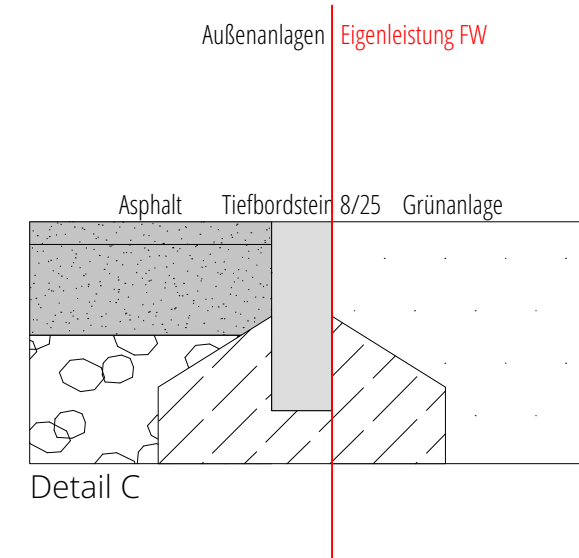 Außenanlagen Eigenleistung FW
Asphalt Tiefbordstein 8/25 Grünanlage
Detail C